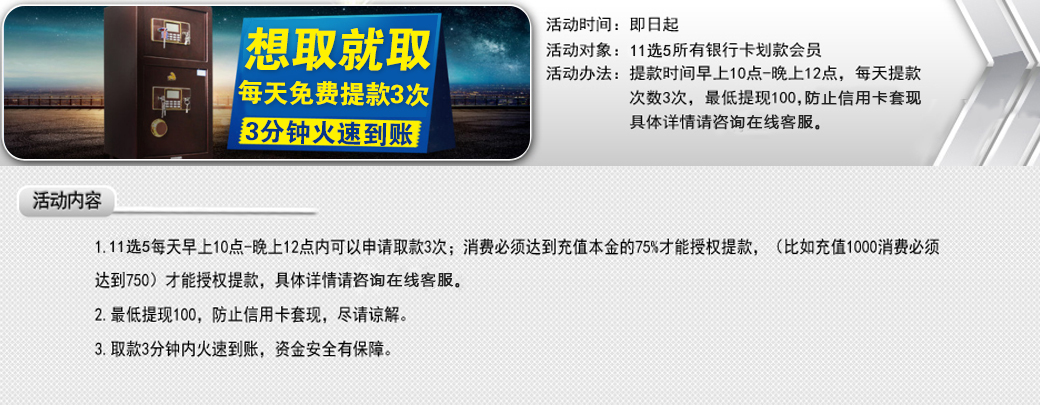 想取就取
每天免费提款3次
3分钟火速到账
活动时间：即日起
活动对象：11选5所有银行卡划款会员
活动办法：提款时间早上10点-晚上12点，每天提款
次数3次，最低提现100,防止信用卡套现
具体详情请咨询在线客服。
活动内容
1.11选5每天早上10点-晚上12点内可以申请取款3次；消费必须达到充值本金的75%才能授权提款，（比如充值1000消费必须
达到750）才能授权提款，具体详情请咨询在线客服。
2.最低提现100，防止信用卡套现，尽请谅解。
3.取款3分钟内火速到账，资金安全有保障。